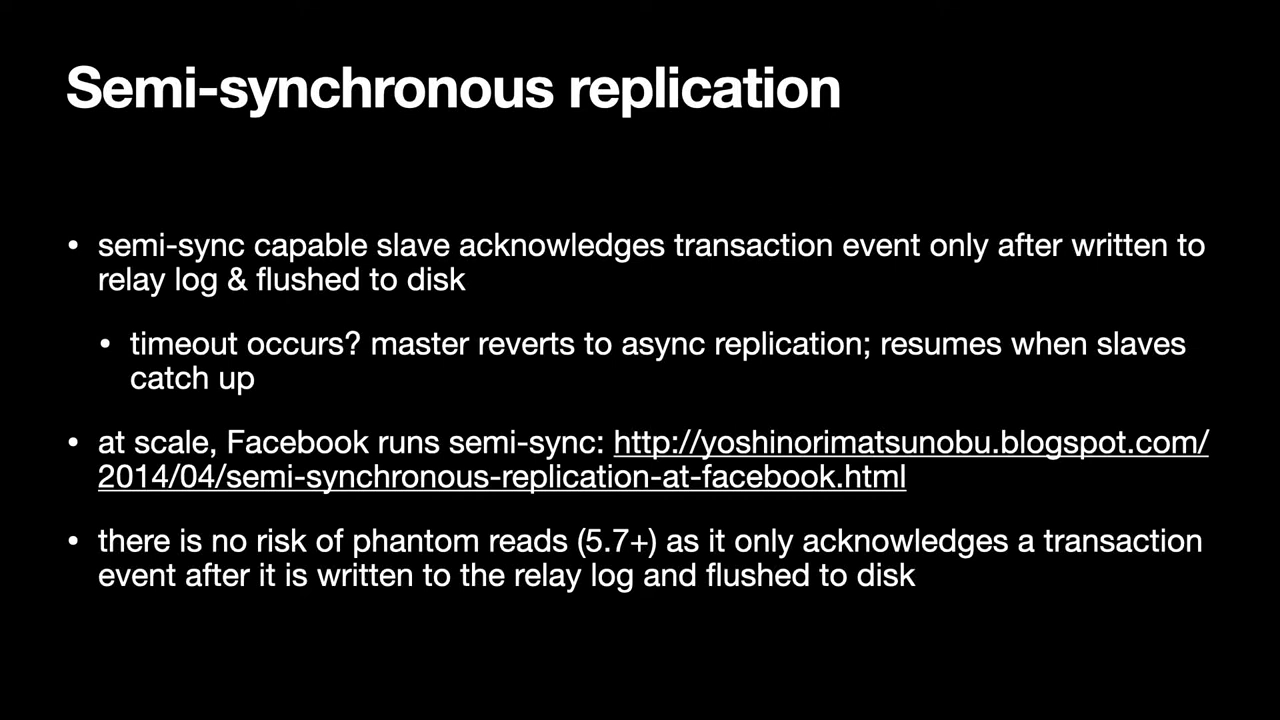 Semi-synchronous replication
• semi-sync capable slave acknowledges transaction event only after written to
relay log & flushed to disk
• timeout occurs? master reverts to async replication; resumes when slaves
catch up
• at scale, Facebook runs semi-sync: http://yoshinorimatsunobu.blogspot.com/
2014/04/semi-synchronous-replication-at-facebook.html
• there is no risk of phantom reads (5.7+) as it only acknowledges a transaction
event after it is written to the relay log and flushed to disk